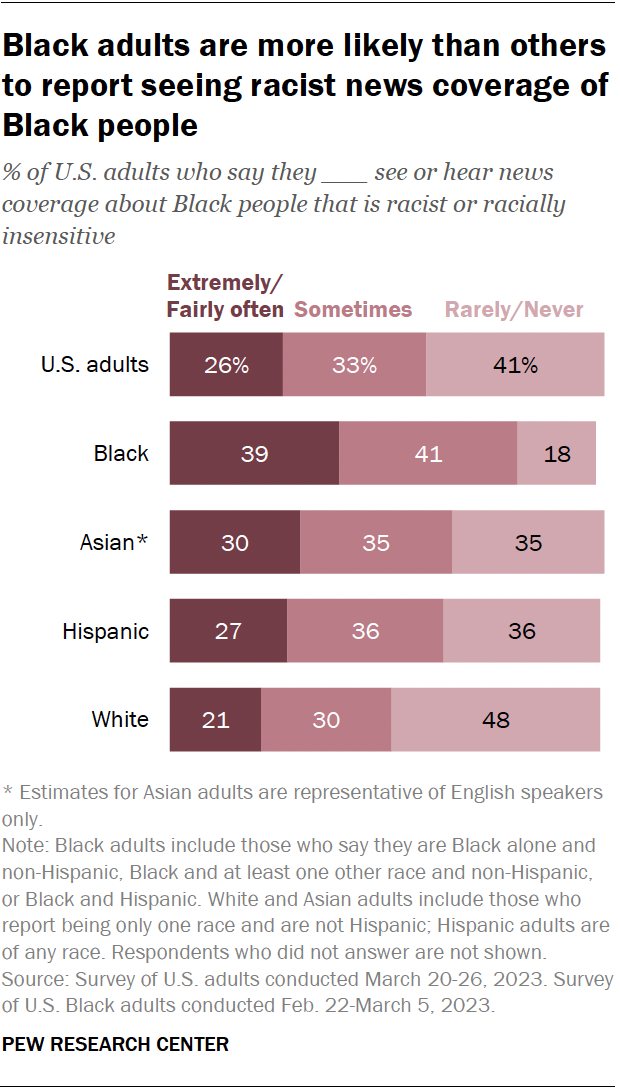 Black adults are more likely than others
to report seeing racist news coverage of
Black people
% of U.S. adults who say they ___ see or hear news
coverage about Black people that is racist or racially
insensitive
Extremely/
Fairly often Sometimes Rarely/Never
U.S. adults 26% 33% 41%
Black 39 41 18
Asian* 30 35 35
Hispanic 27 36 36
White 21 30 48
* Estimates for Asian adults are representative of English speakers
only.
Note: Black adults include those who say they are Black alone and
non-Hispanic, Black and at least one other race and non-Hispanic,
or Black and Hispanic. White and Asian adults include those who
report being only one race and are not Hispanic; Hispanic adults are
of any race. Respondents who did not answer are not shown.
Source: Survey of U.S. adults conducted March 20-26, 2023. Survey
of U.S. Black adults conducted Feb. 22-March 5, 2023.
PEW RESEARCH CENTER